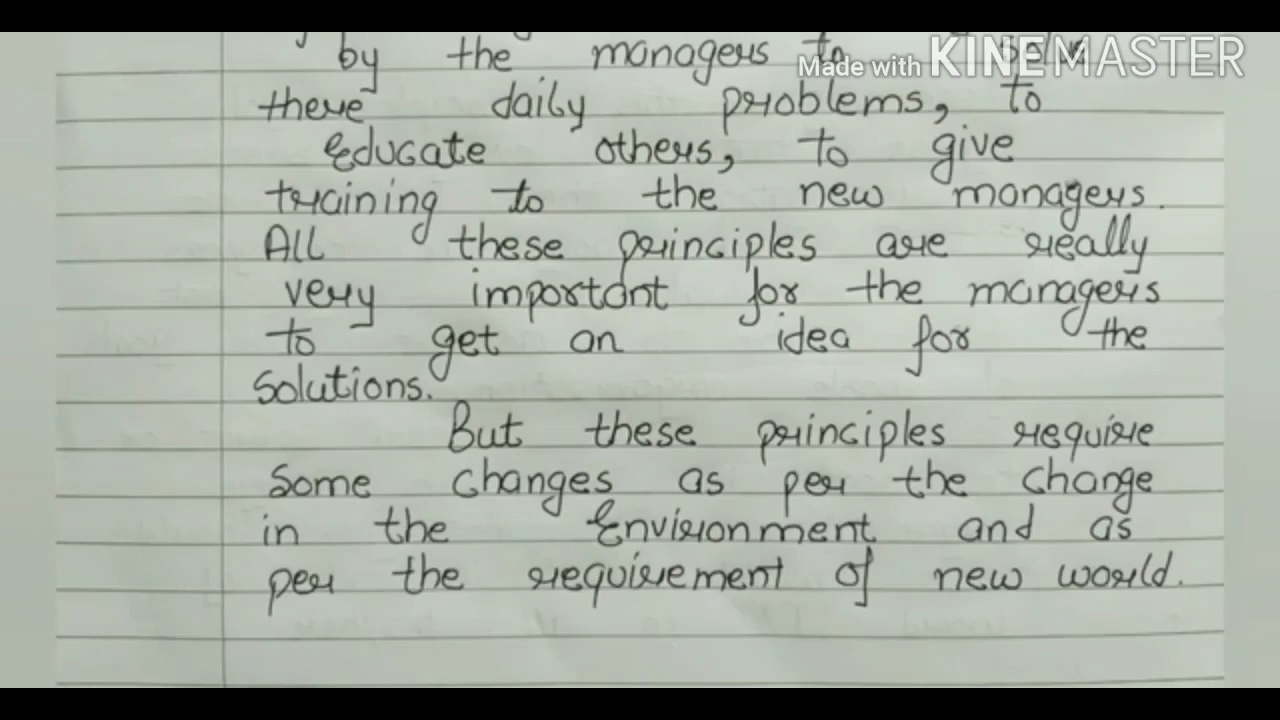 by the managers to solve
Made with KINEMASTER
there daily problems, to
Educate others, to give
training to the new managers.
All these principles are really
very important for the managers
to get an idea for the
Solutions.
But these principles require
Some changes as per the change
in the Environment and as
per the requirement of new world.